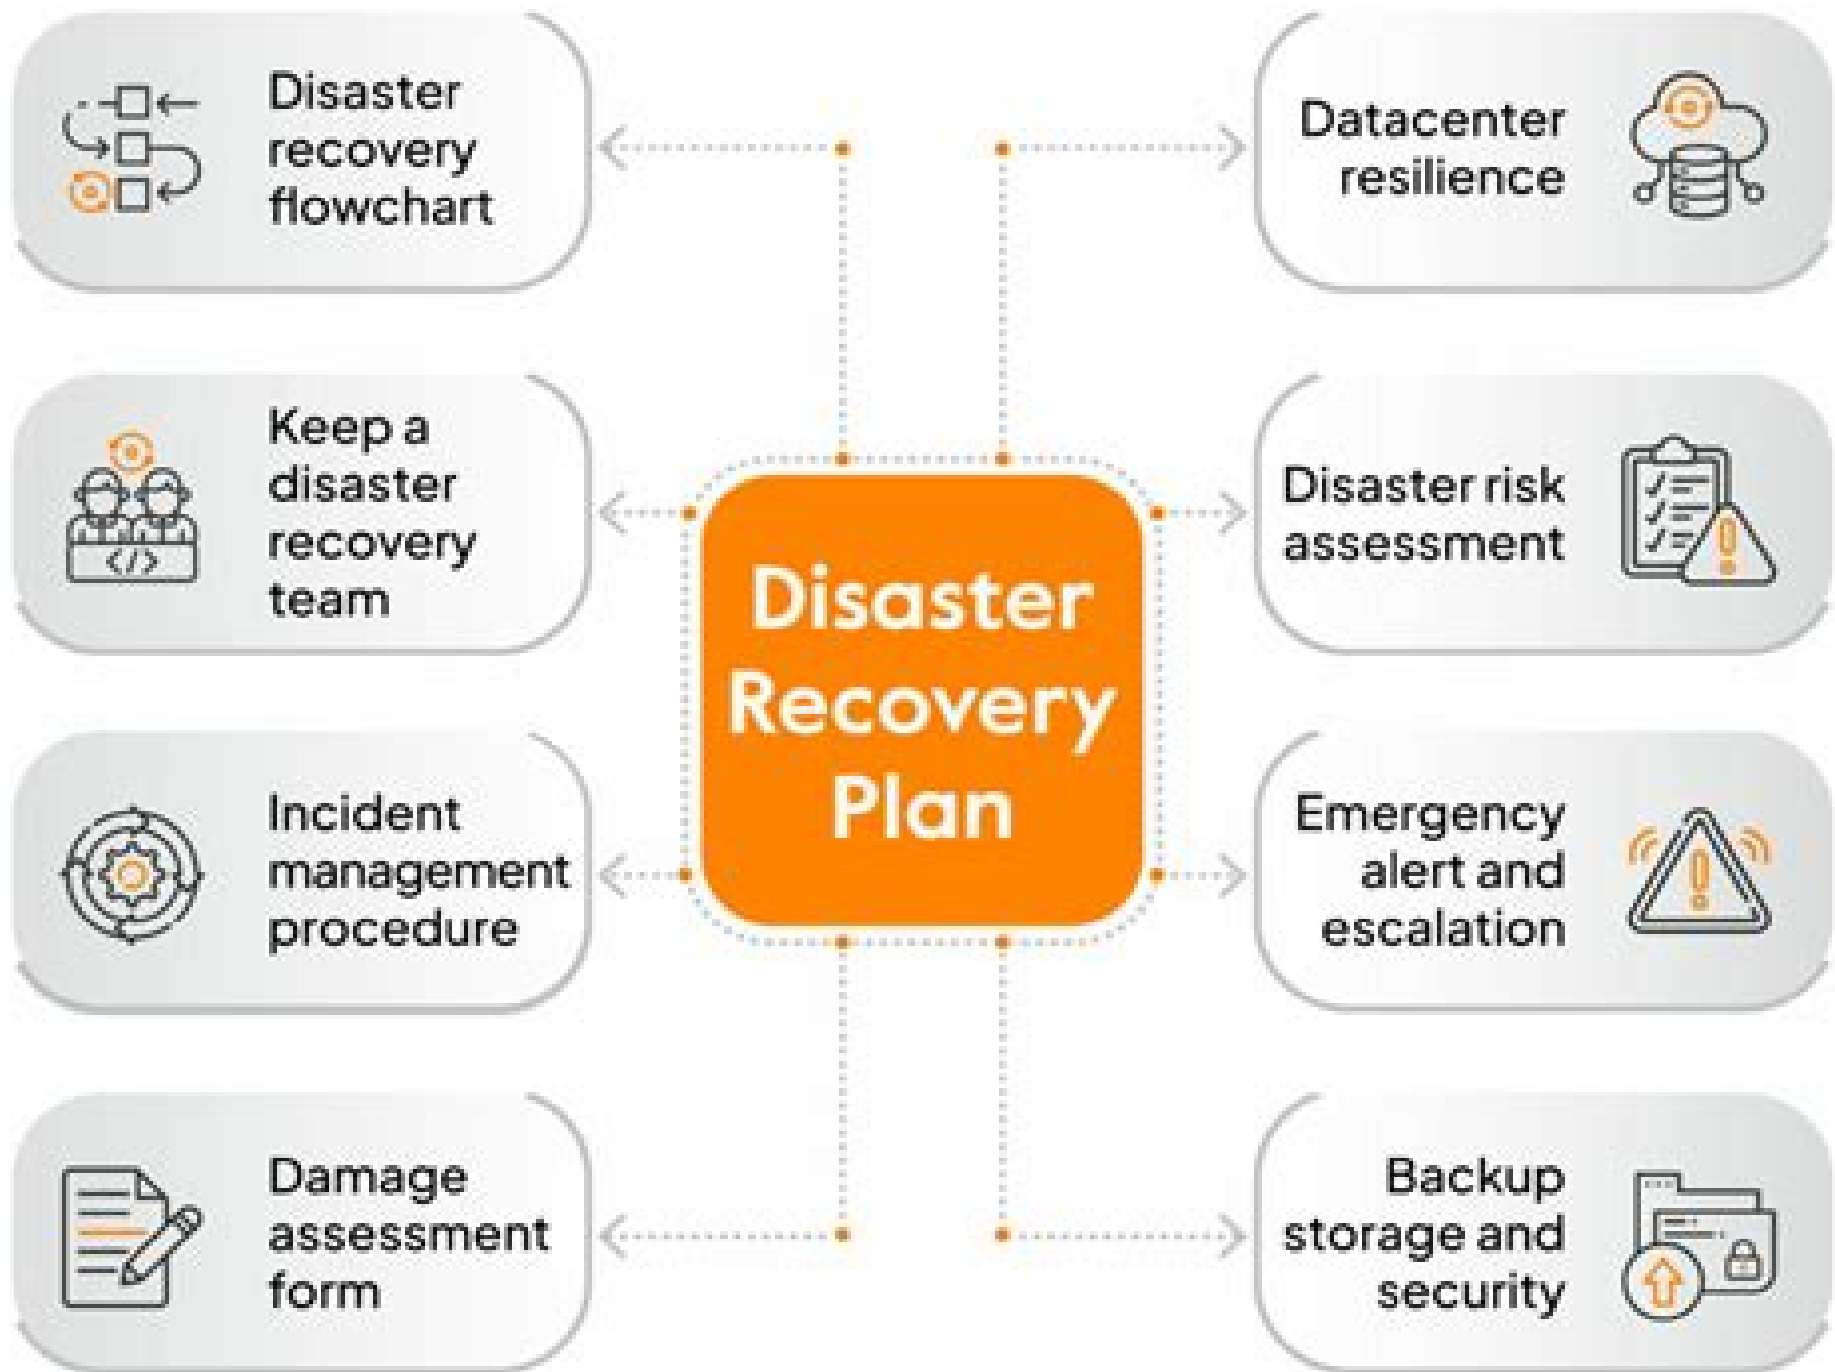 Disaster
recovery
flowchart
Keep a
disaster
recovery
team
Incident
management
procedure
Damage
assessment
form
Disaster
Recovery
Plan
Datacenter
resilience
Disaster risk
assessment
Emergency
alert and
escalation
Backup
storage and
security